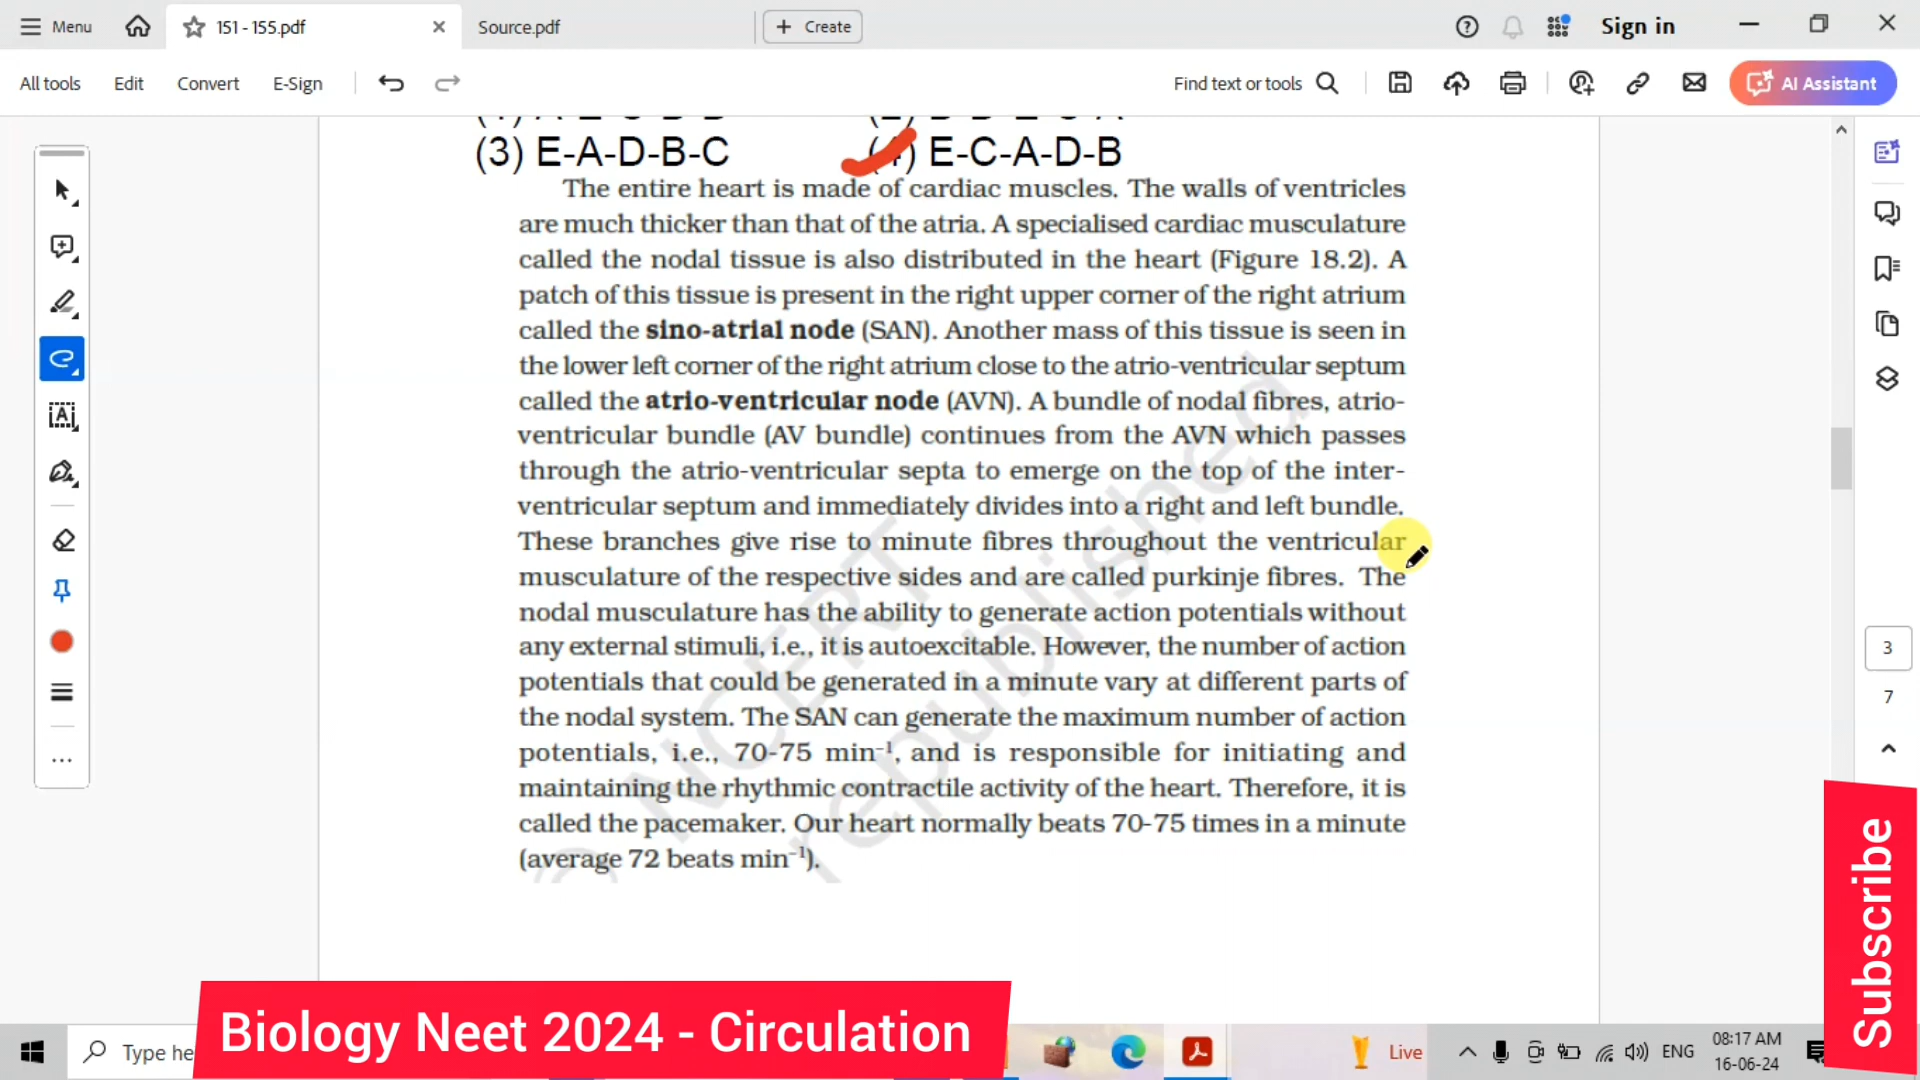 Menu
151 - 155.pdf
Source.pdf
Create
Sign in
All tools
Edit
Convert
E-Sign
Find text or tools
AI Assistant
(3) E-A-D-B-C
(4) E-C-A-D-B
The entire heart is made of cardiac muscles. The walls of ventricles
are much thicker than that of the atria. A specialised cardiac musculature
called the nodal tissue is also distributed in the heart (Figure 18.2). A
patch of this tissue is present in the right upper corner of the right atrium
called the sino-atrial node (SAN). Another mass of this tissue is seen in
the lower left corner of the right atrium close to the atrio-ventricular septum
called the atrio-ventricular node (AVN). A bundle of nodal fibres, atrio-
ventricular bundle (AV bundle) continues from the AVN which passes
through the atrio-ventricular septa to emerge on the top of the inter-
ventricular septum and immediately divides into a right and left bundle.
These branches give rise to minute fibres throughout the ventricular
musculature of the respective sides and are called purkinje fibres. The
nodal musculature has the ability to generate action potentials without
any external stimuli, i.e., it is autoexcitable. However, the number of action
potentials that could be generated in a minute vary at different parts of
the nodal system. The SAN can generate the maximum number of action
potentials, i.e., 70-75 min⁻¹, and is responsible for initiating and
maintaining the rhythmic contractile activity of the heart. Therefore, it is
called the pacemaker. Our heart normally beats 70-75 times in a minute
(average 72 beats min⁻¹).
© NCERT
republished
3
7
Subscribe
Biology Neet 2024 - Circulation
Type he
Live
ENG
08:17 AM
16-06-24